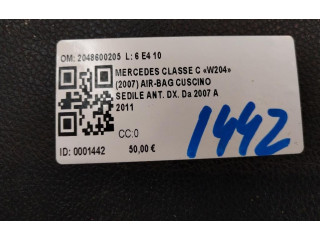 OM: 2048600205 L: 6 E4 10
MERCEDES CLASSE C «W204»
(2007) AIR-BAG CUSCINO
SEDILE ANT. DX. Da 2007 A
2011
1442
CC:0
ID: 0001442 50,00 €